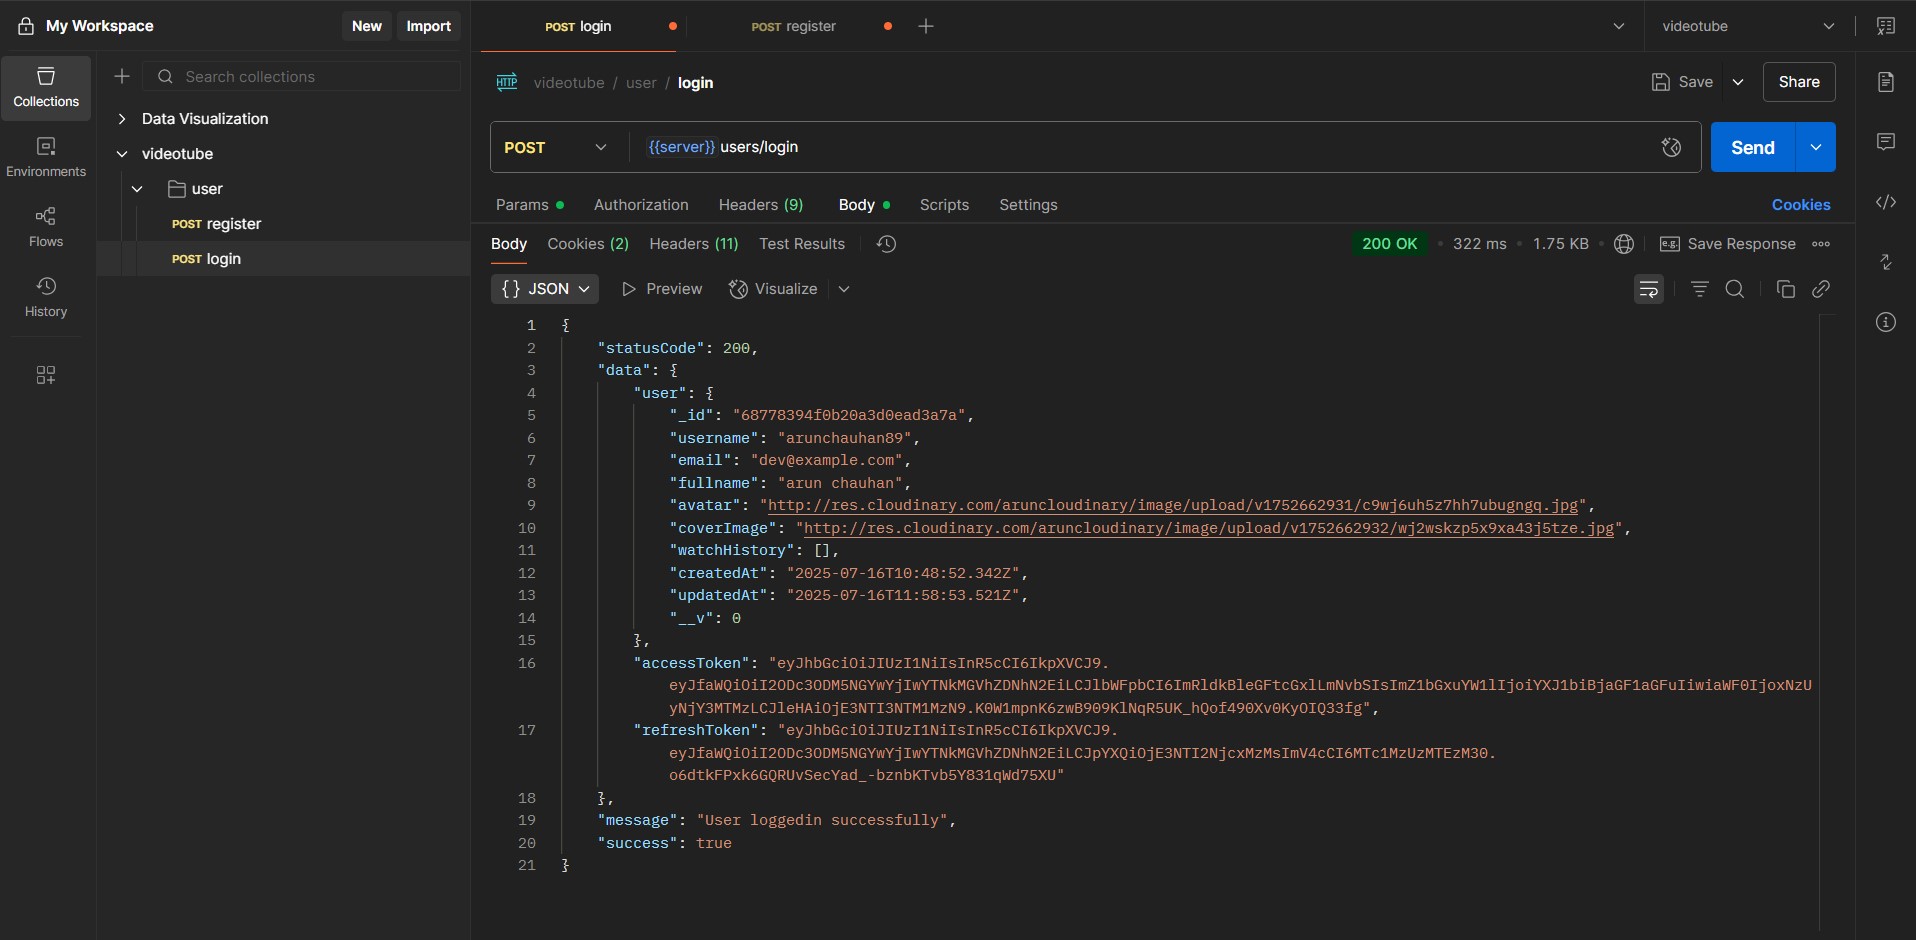 My Workspace
New
Import
POST login
POST register
videotube
Collections
Environments
Flows
History
Search collections
Data Visualization
videotube
user
POST register
POST login
HTTP
videotube / user / login
Save
Share
POST
{{server}} users/login
Send
Params
Authorization
Headers (9)
Body
Scripts
Settings
Cookies
Body
Cookies (2)
Headers (11)
Test Results
200 OK
322 ms
1.75 KB
e.g.
Save Response
{} JSON
Preview
Visualize
1 {
2 "statusCode": 200,
3 "data": {
4 "user": {
5 "_id": "68778394f0b20a3d0ead3a7a",
6 "username": "arunchauhan89",
7 "email": "dev@example.com",
8 "fullname": "arun chauhan",
9 "avatar": "http://res.cloudinary.com/aruncloudinary/image/upload/v1752662931/c9wj6uh5z7hh7ubugngq.jpg",
10 "coverImage": "http://res.cloudinary.com/aruncloudinary/image/upload/v1752662932/wj2wskzp5x9xa43j5tze.jpg",
11 "watchHistory": [],
12 "createdAt": "2025-07-16T10:48:52.342Z",
13 "updatedAt": "2025-07-16T11:58:53.521Z",
14 "__v": 0
15 },
16 "accessToken": "eyJhbGciOiJIUzI1NiIsInR5cCI6IkpXVCJ9.
eyJfaWQiOiI2ODc3ODM5NGYwYjIwYTNkMGVhZDNhN2EiLCJlbWFpbCI6ImRldkBleGFtcGxlLmNvbSIsImZ1bGxuYW1lIjoiYXJ1biBjaGF1aGFuIiwiaWF0IjoxNzU
yNjY3MTMzLCJleHAiOjE3NTI3NTM1MzN9.K0W1mpnK6zwB909KlNqR5UK_hQof490Xv0KyOIQ33fg",
17 "refreshToken": "eyJhbGciOiJIUzI1NiIsInR5cCI6IkpXVCJ9.
eyJfaWQiOiI2ODc3ODM5NGYwYjIwYTNkMGVhZDNhN2EiLCJpYXQiOjE3NTI2NjcxMzMsImV4cCI6MTc1MzUzMTEzM30.
o6dtkFPxk6GQRUvSecYad_-bznbKTvb5Y831qWd75XU"
18 },
19 "message": "User loggedin successfully",
20 "success": true
21 }